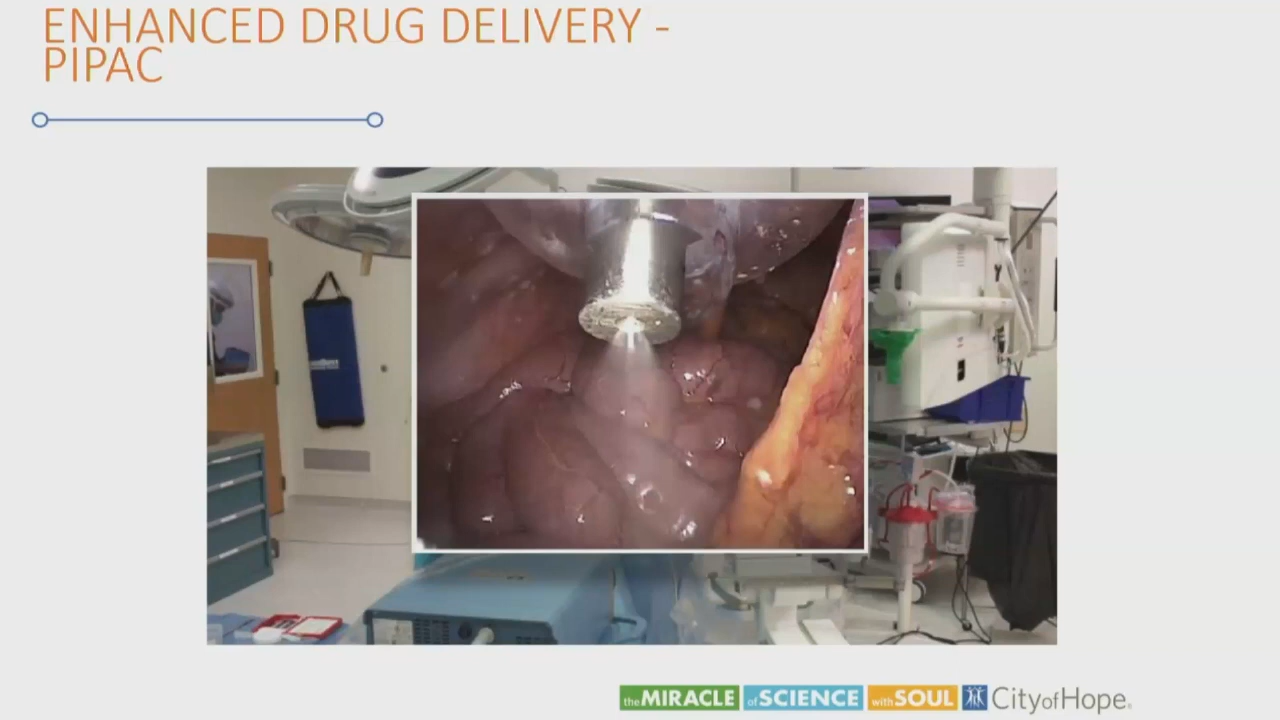 ENHANCED DRUG DELIVERY -
PIPAC
the MIRACLE of SCIENCE with SOUL City of Hope®